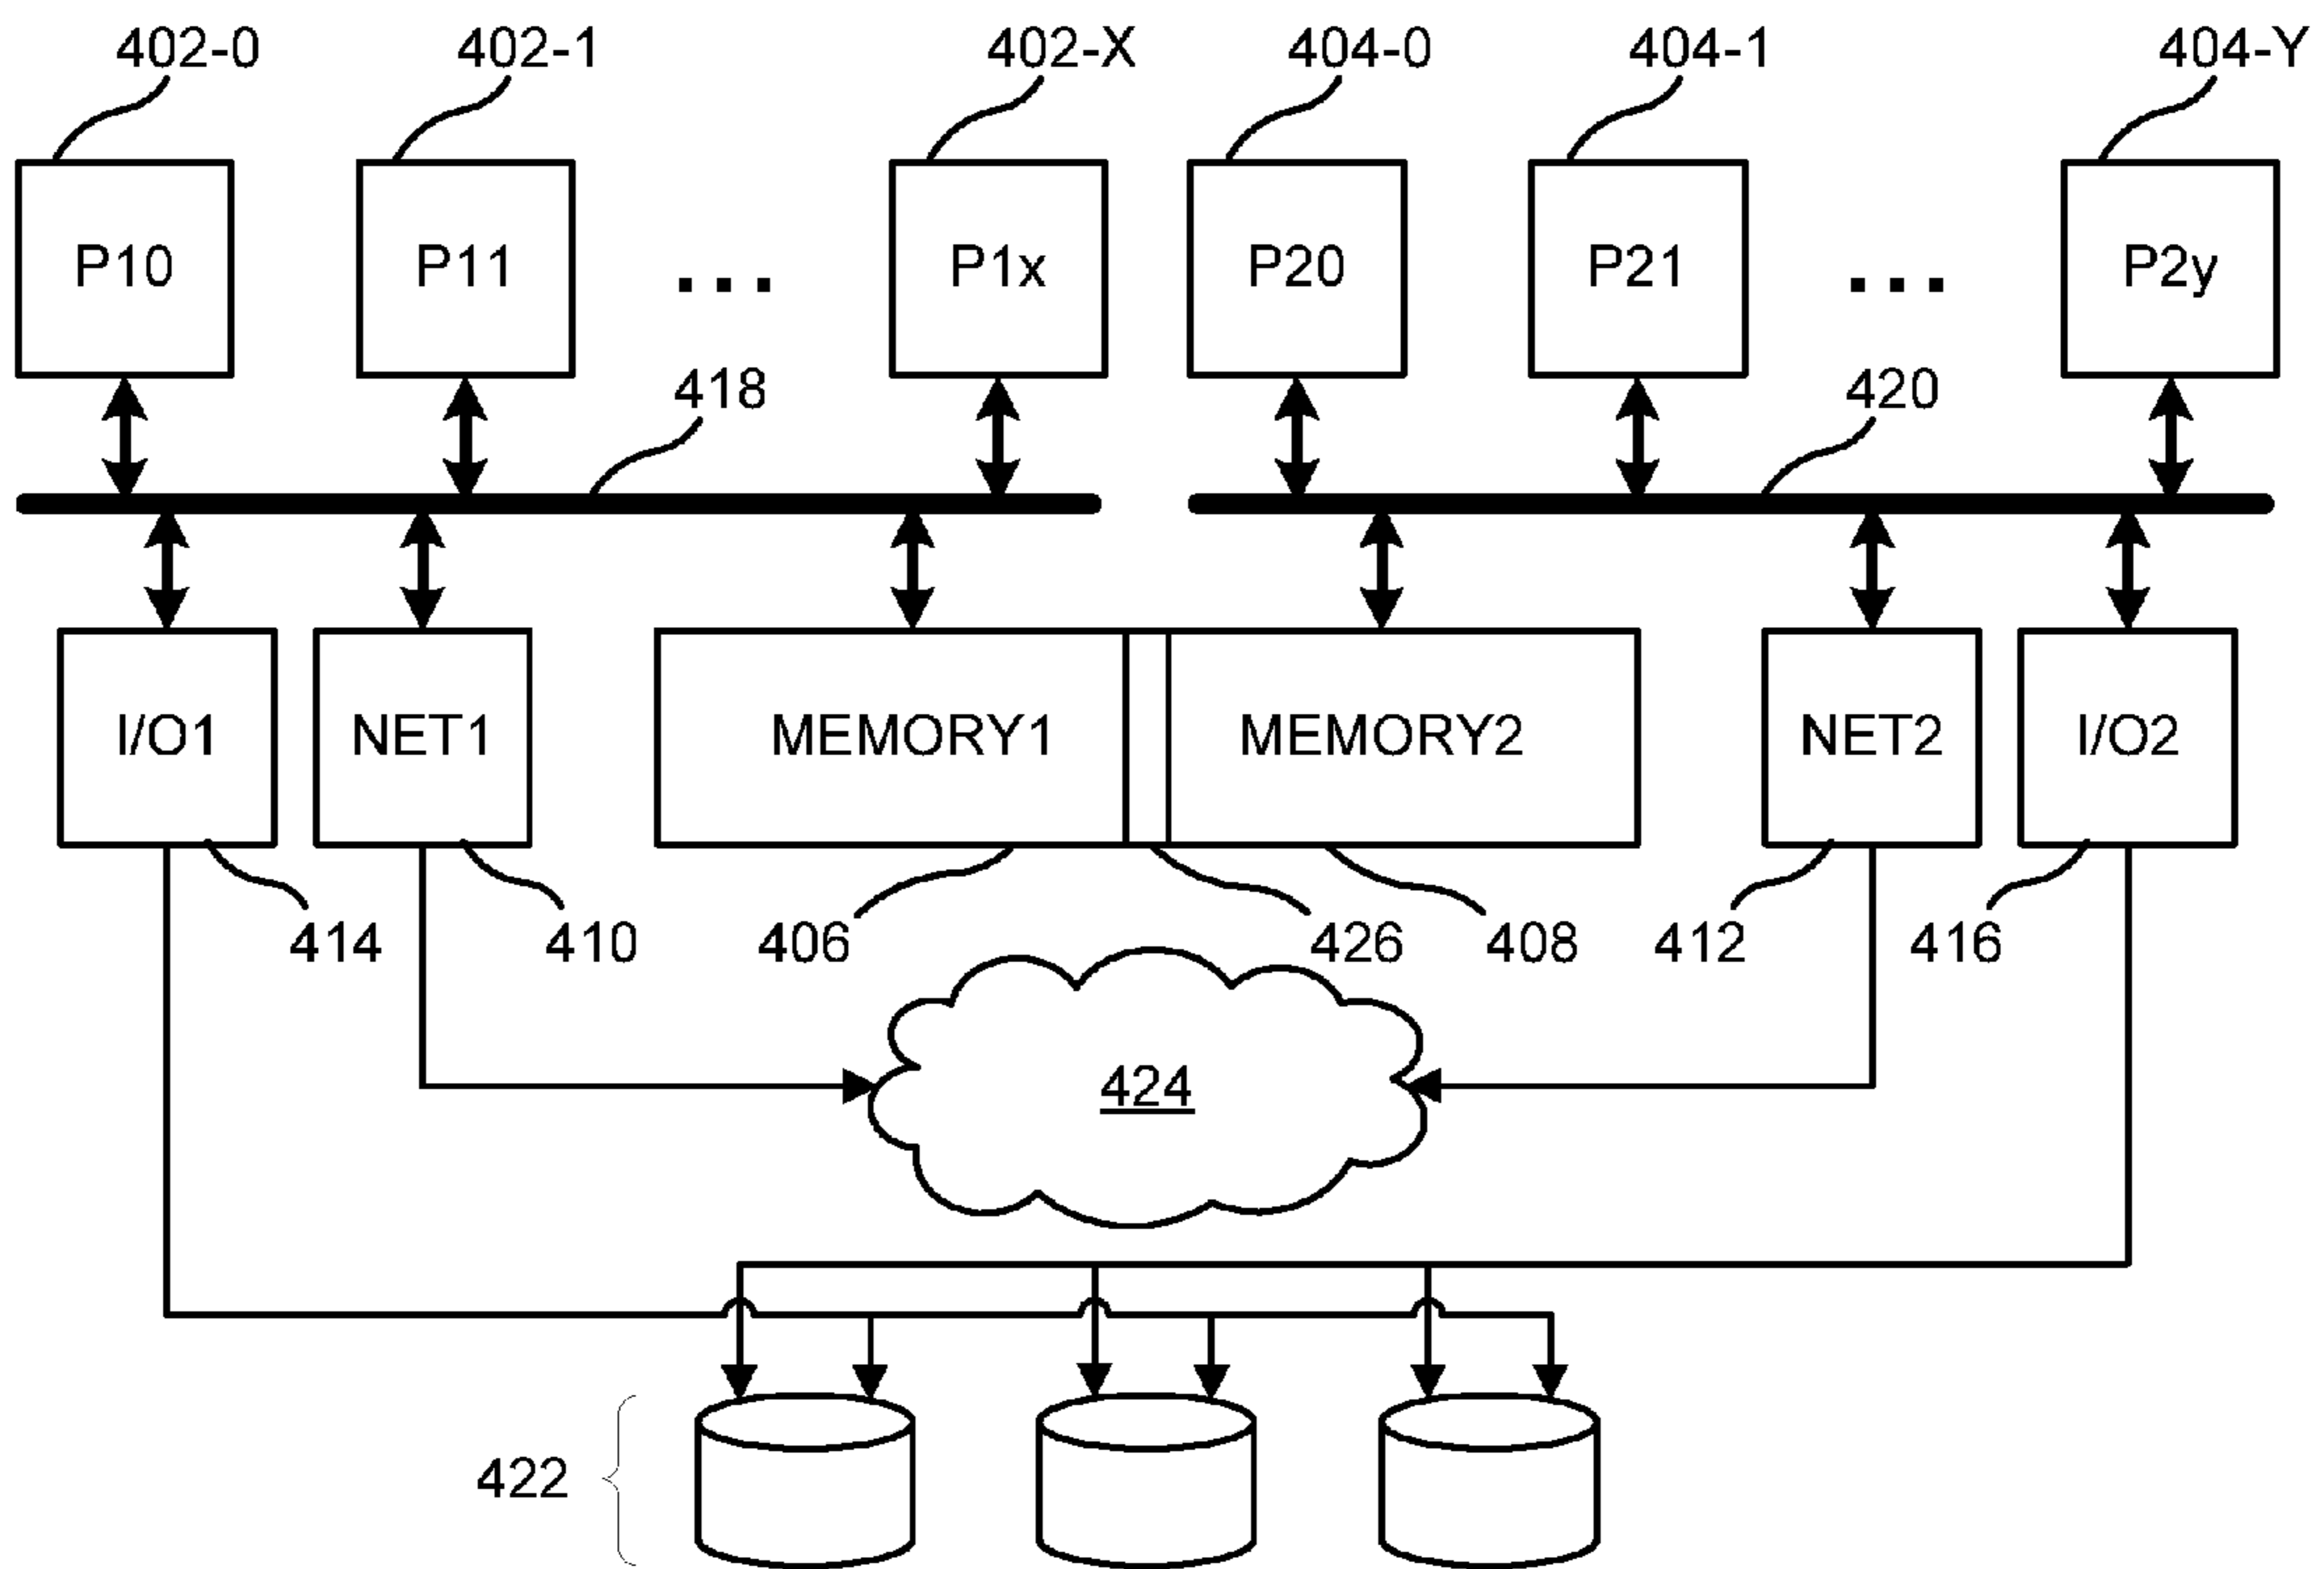 402-0 402-1 402-X 404-0 404-1 404-Y
P10 P11 ... P1x P20 P21 ... P2y
418 420
I/O1 NET1 MEMORY1 MEMORY2 NET2 I/O2
414 410 406 426 408 412 416
424
422